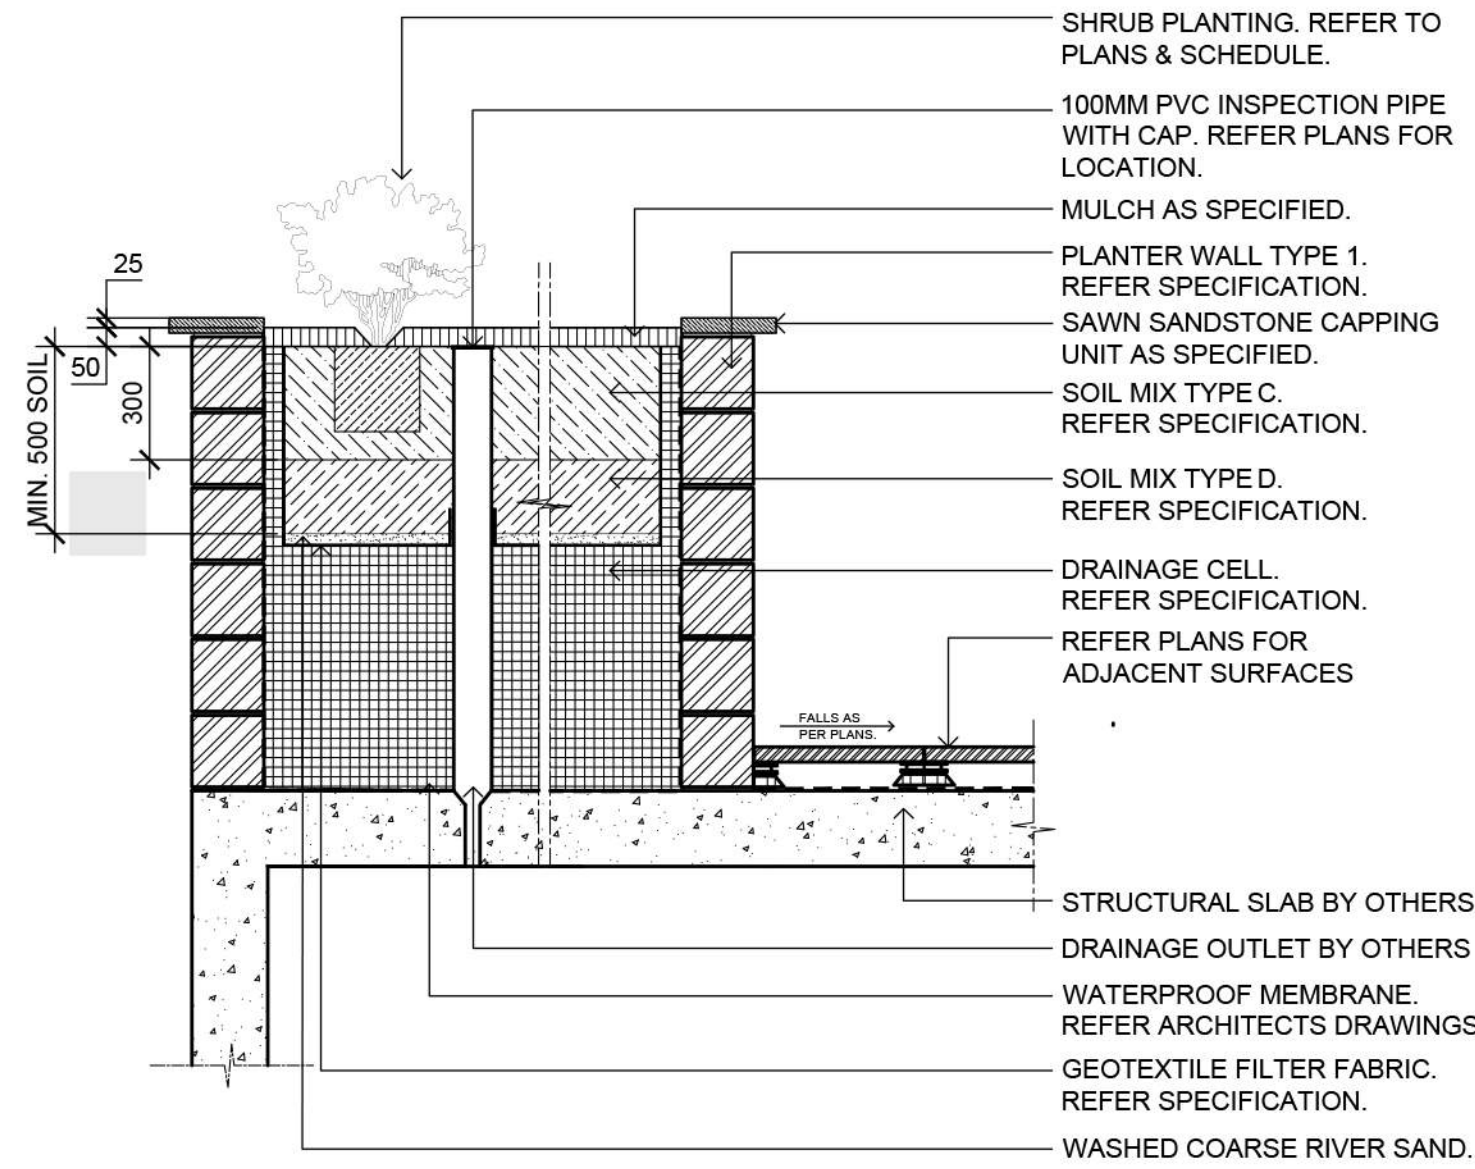 SHRUB PLANTING. REFER TO
PLANS & SCHEDULE.
100MM PVC INSPECTION PIPE
WITH CAP. REFER PLANS FOR
LOCATION.
MULCH AS SPECIFIED.
PLANTER WALL TYPE 1.
REFER SPECIFICATION.
SAWN SANDSTONE CAPPING
UNIT AS SPECIFIED.
SOIL MIX TYPE C.
REFER SPECIFICATION.
SOIL MIX TYPE D.
REFER SPECIFICATION.
DRAINAGE CELL.
REFER SPECIFICATION.
REFER PLANS FOR
ADJACENT SURFACES
25
50
300
MIN. 500 SOIL
FALLS AS
PER PLANS.
STRUCTURAL SLAB BY OTHERS
DRAINAGE OUTLET BY OTHERS
WATERPROOF MEMBRANE.
REFER ARCHITECTS DRAWINGS
GEOTEXTILE FILTER FABRIC.
REFER SPECIFICATION.
WASHED COARSE RIVER SAND.